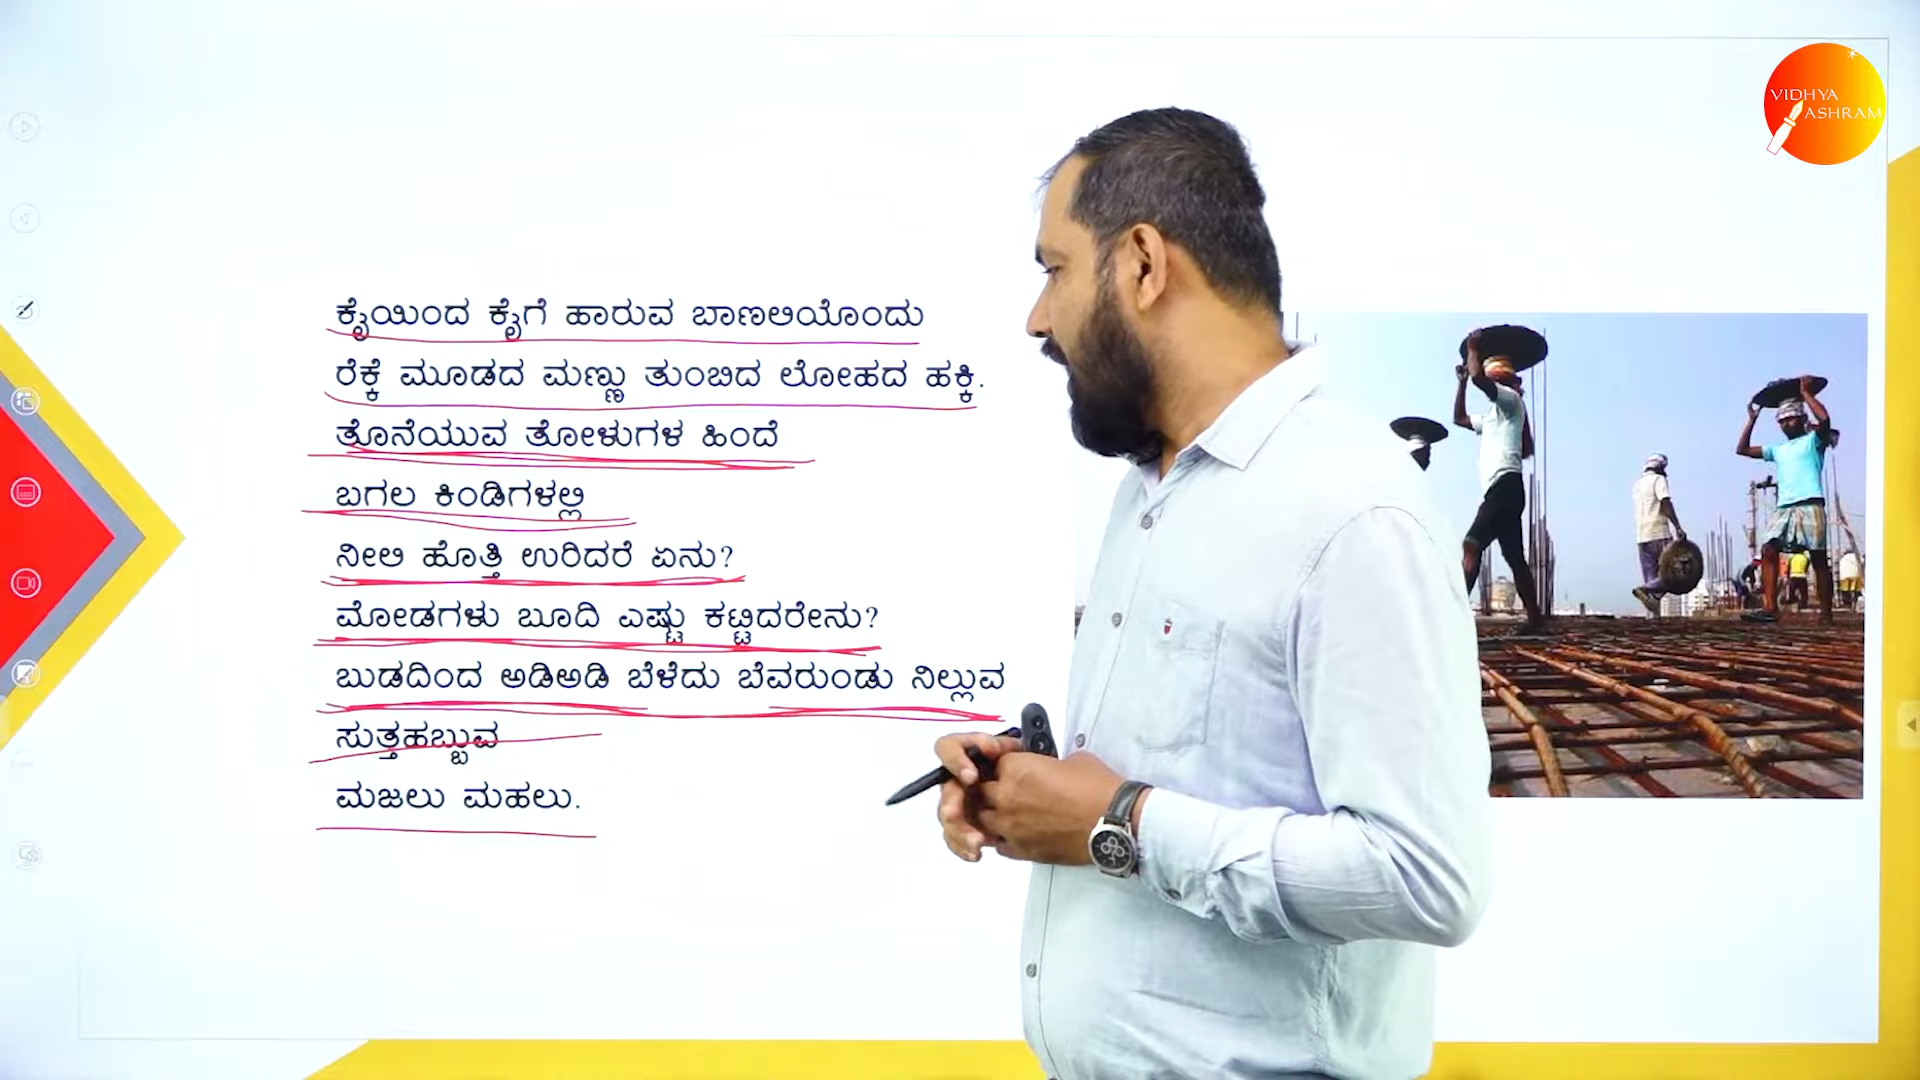 VIDHYA
ASHRAM
ಕೈಯಿಂದ ಕೈಗೆ ಹಾರುವ ಬಾಣಲಿಯೊಂದು
ರೆಕ್ಕೆ ಮೂಡದ ಮಣ್ಣು ತುಂಬಿದ ಲೋಹದ ಹಕ್ಕಿ.
ತೊನೆಯುವ ತೋಳುಗಳ ಹಿಂದೆ
ಬಗಲ ಕಿಂಡಿಗಳಲ್ಲಿ
ನೀಲಿ ಹೊತ್ತಿ ಉರಿದರೆ ಏನು?
ಮೋಡಗಳು ಬೂದಿ ಎಷ್ಟು ಕಟ್ಟಿದರೇನು?
ಬುಡದಿಂದ ಅಡಿಅಡಿ ಬೆಳೆದು ಬೆವರುಂಡು ನಿಲ್ಲುವ
ಸುತ್ತಹಬ್ಬುವ
ಮಜಲು ಮಹಲು.